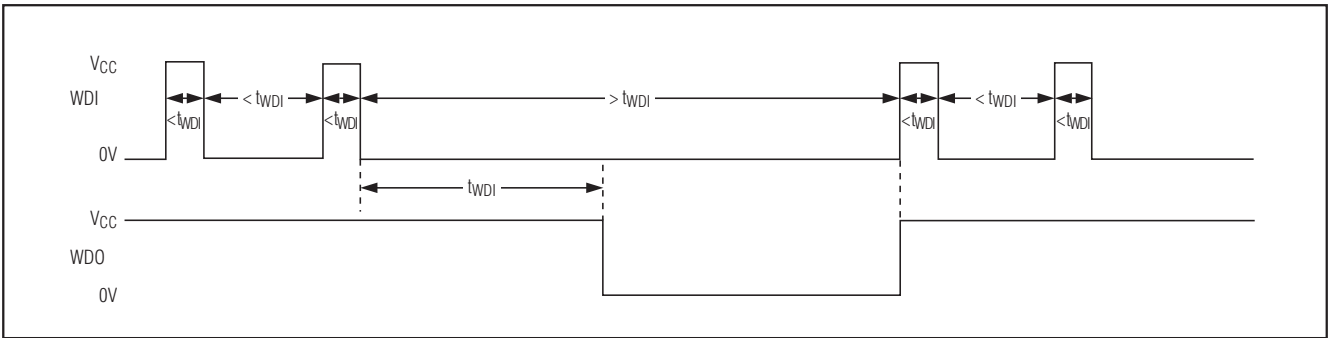 VCC
WDI
< tWDI
> tWDI
< tWDI
<tWDI
<tWDI
<tWDI
<tWDI
0V
tWDI
VCC
WDO
0V